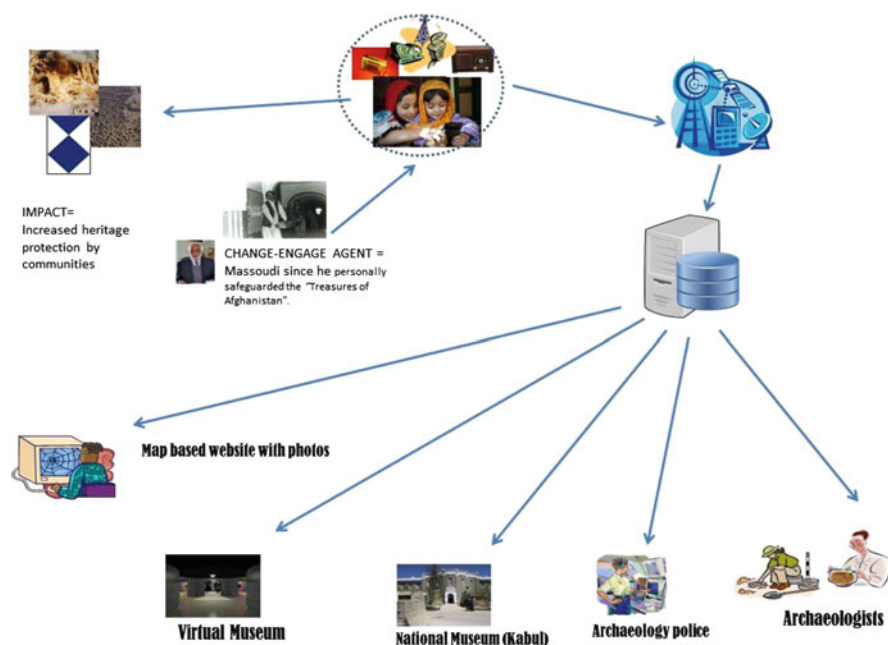 IMPACT=
Increased heritage
protection by
communities
CHANGE-ENGAGE AGENT =
Massoudi since he personally
safeguarded the "Treasures of
Afghanistan".
Map based website with photos
Virtual Museum
National Museum (Kabul)
Archaeology police
Archaeologists